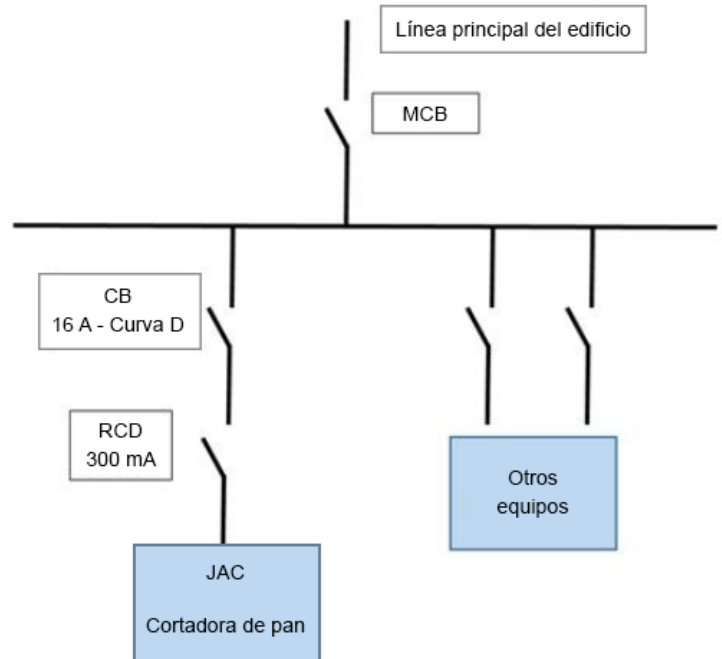 Línea principal del edificio
MCB
CB
16 A - Curva D
RCD
300 mA
Otros
equipos
JAC
Cortadora de pan